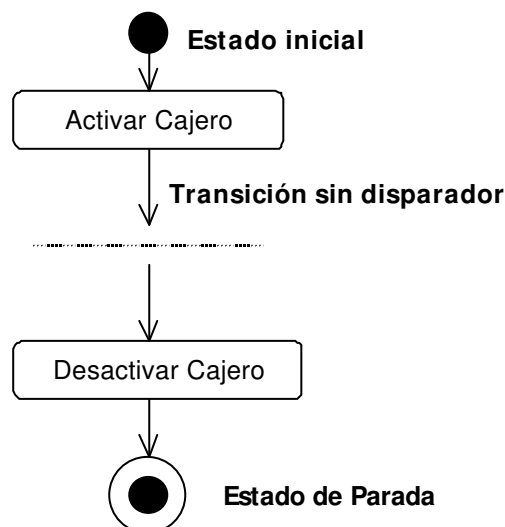 Estado inicial
Activar Cajero
Transición sin disparador
Desactivar Cajero
Estado de Parada